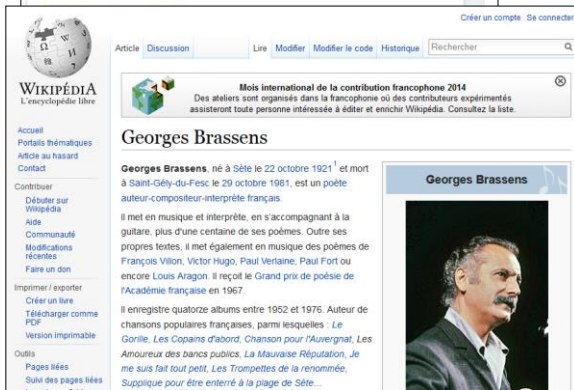 Créer un compte Se connecter
WIKIPÉDIA
L'encyclopédie libre
Article Discussion Lire Modifier Modifier le code Historique Rechercher
Mois international de la contribution francophone 2014
Des ateliers sont organisés dans la francophonie où des contributeurs expérimentés
assisteront toute personne intéressée à éditer et enrichir Wikipédia. Consultez la liste.
Accueil
Portails thématiques
Article au hasard
Contact
Contribuer
Débuter sur
Wikipédia
Aide
Communauté
Modifications
récentes
Faire un don
Imprimer / exporter
Créer un livre
Télécharger comme
PDF
Version imprimable
Outils
Pages liées
Suivi des pages liées
Georges Brassens
Georges Brassens, né à Sète le 22 octobre 1921 1 et mort
à Saint-Gély-du-Fesc le 29 octobre 1981, est un poète
auteur-compositeur-interprète français.
Il met en musique et interprète, en s'accompagnant à la
guitare, plus d'une centaine de ses poèmes. Outre ses
propres textes, il met également en musique des poèmes de
François Villon, Victor Hugo, Paul Verlaine, Paul Fort ou
encore Louis Aragon. Il reçoit le Grand prix de poésie de
l'Académie française en 1967.
Il enregistre quatorze albums entre 1952 et 1976. Auteur de
chansons populaires françaises, parmi lesquelles : Le
Gorille, Les Copains d'abord, Chanson pour l'Auvergnat, Les
Amoureux des bancs publics, La Mauvaise Réputation, Je
me suis fait tout petit, Les Trompettes de la renommée,
Supplique pour être enterré à la plage de Sète...
Georges Brassens